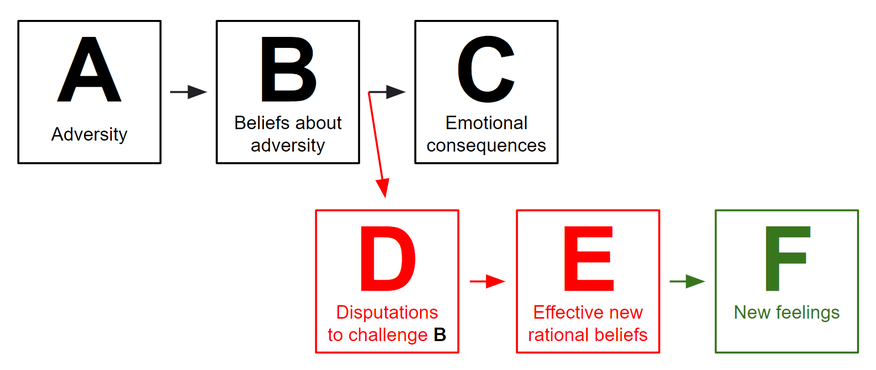 A
Adversity
B
Beliefs about
adversity
C
Emotional
consequences
D
Disputations
to challenge B
E
Effective new
rational beliefs
F
New feelings